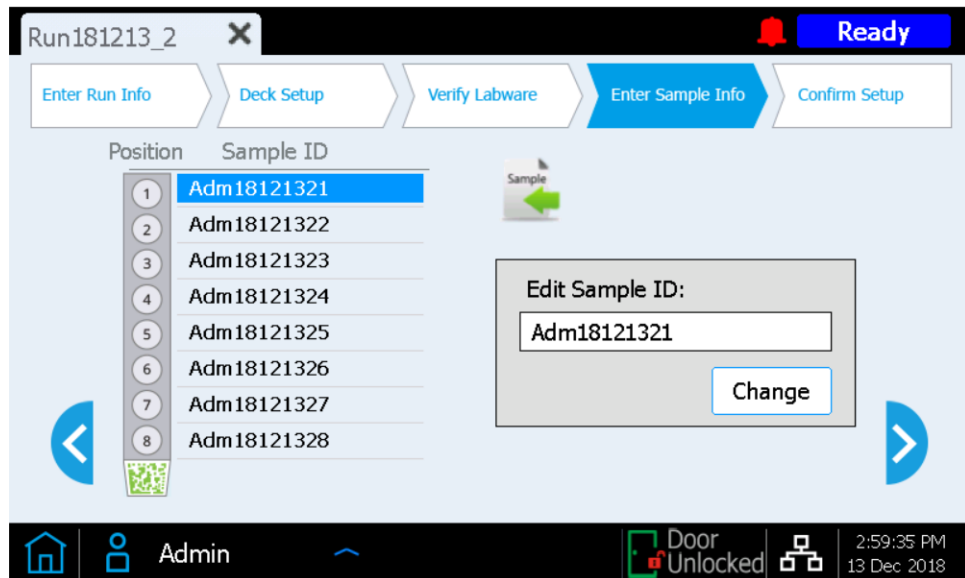 Run181213_2
Ready
Enter Run Info
Deck Setup
Verify Labware
Enter Sample Info
Confirm Setup
Position Sample ID
1 Adm18121321
2 Adm18121322
3 Adm18121323
4 Adm18121324
5 Adm18121325
6 Adm18121326
7 Adm18121327
8 Adm18121328
Sample
Edit Sample ID:
Adm18121321
Change
Admin
Door
Unlocked
2:59:35 PM
13 Dec 2018